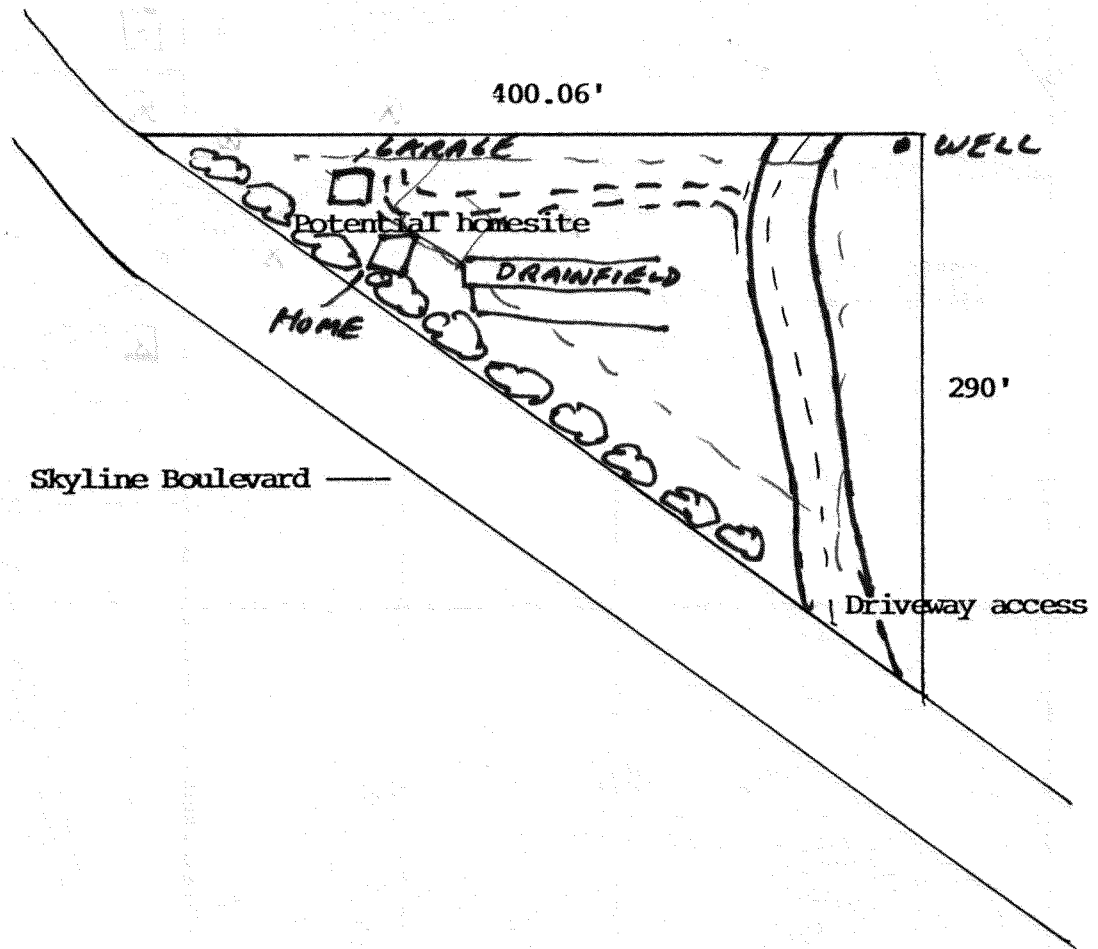 400.06'
GARAGE
WELL
Potential homesite
DRAINFIELD
HOME
290'
Skyline Boulevard
Driveway access